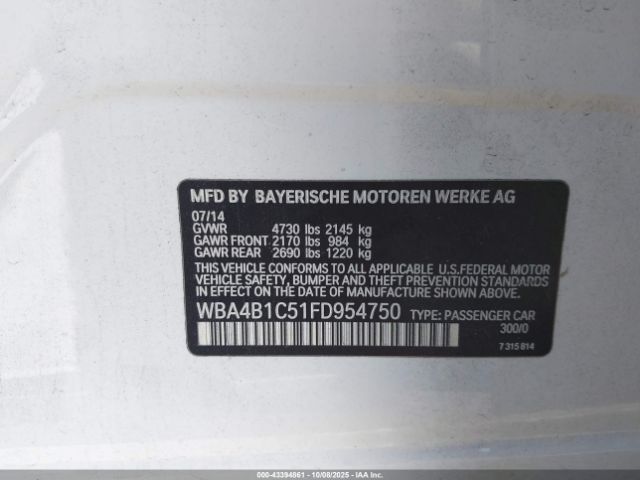 MFD BY BAYERISCHE MOTOREN WERKE AG
07/14
GVWR 4730 lbs 2145 kg
GAWR FRONT 2170 lbs 984 kg
GAWR REAR 2690 lbs 1220 kg
THIS VEHICLE CONFORMS TO ALL APPLICABLE U.S.FEDERAL MOTOR
VEHICLE SAFETY, BUMPER AND THEFT PREVENTION STANDARDS
IN EFFECT ON THE DATE OF MANUFACTURE SHOWN ABOVE.
WBA4B1C51FD954750 TYPE: PASSENGER CAR
300/0
7 315 814
000-43394861 | 10/08/2025 | Copyright © IAA, LLC